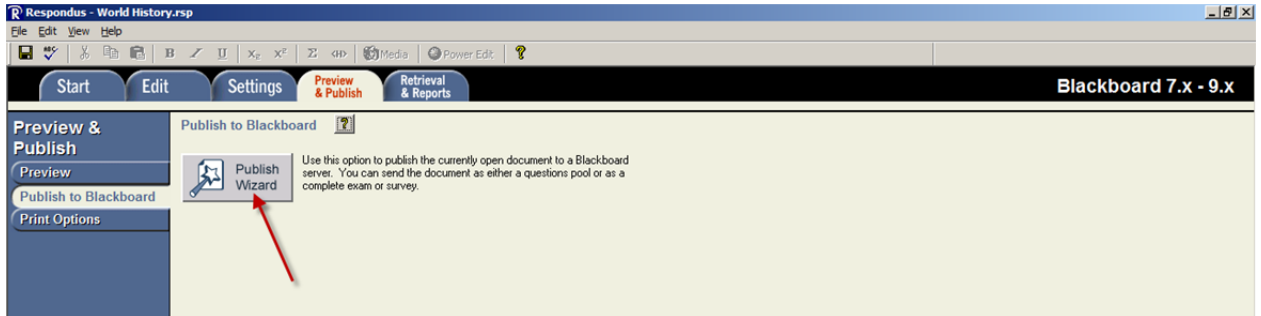 Respondus - World History.rsp
File Edit View Help
B I U X₂ X² Σ <H> Media Power Edit ?
Start Edit Settings Preview & Publish Retrieval & Reports Blackboard 7.x - 9.x
Preview & Publish
Preview
Publish to Blackboard
Print Options
Publish to Blackboard ?
Publish Wizard
Use this option to publish the currently open document to a Blackboard
server. You can send the document as either a questions pool or as a
complete exam or survey.